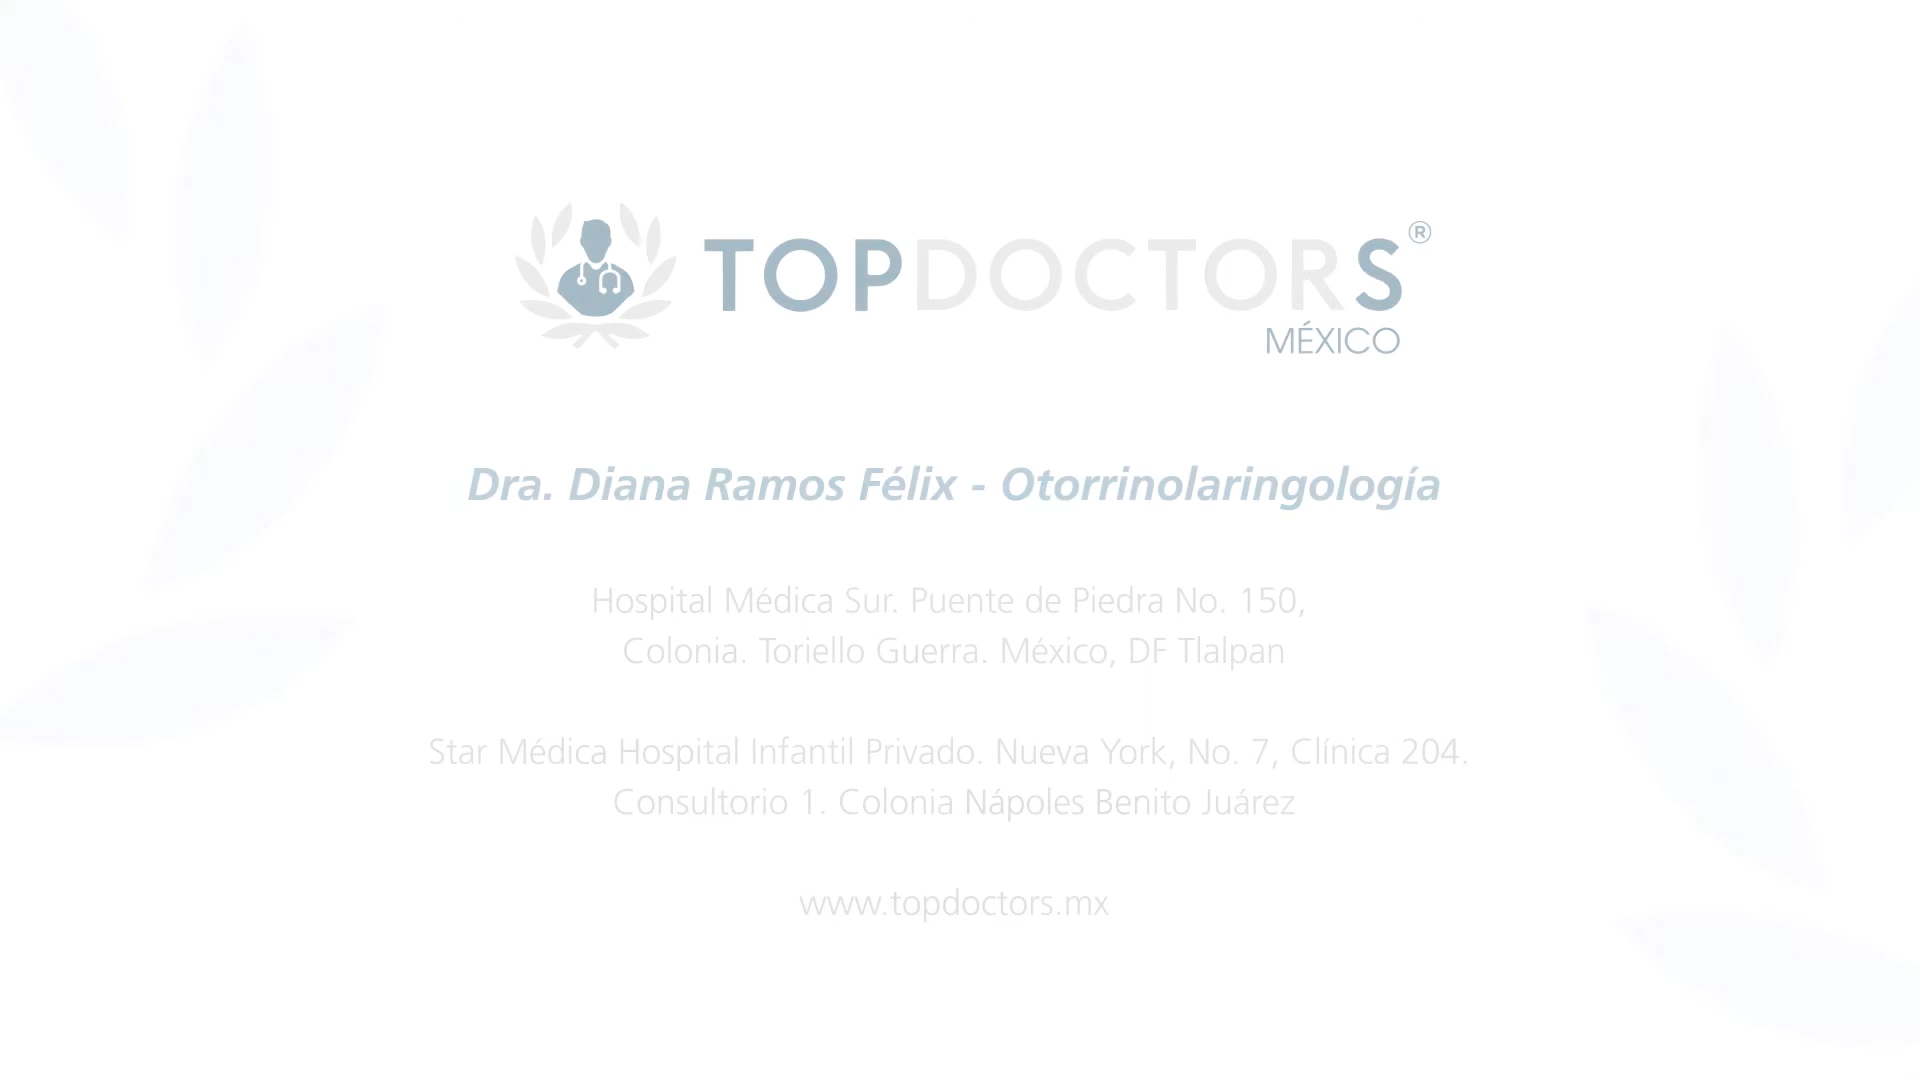 TOPDOCTORS®
MÉXICO
Dra. Diana Ramos Félix - Otorrinolaringología
Hospital Médica Sur. Puente de Piedra No. 150,
Colonia. Toriello Guerra. México, DF Tlalpan
Star Médica Hospital Infantil Privado. Nueva York, No. 7, Clínica 204.
Consultorio 1. Colonia Nápoles Benito Juárez
www.topdoctors.mx